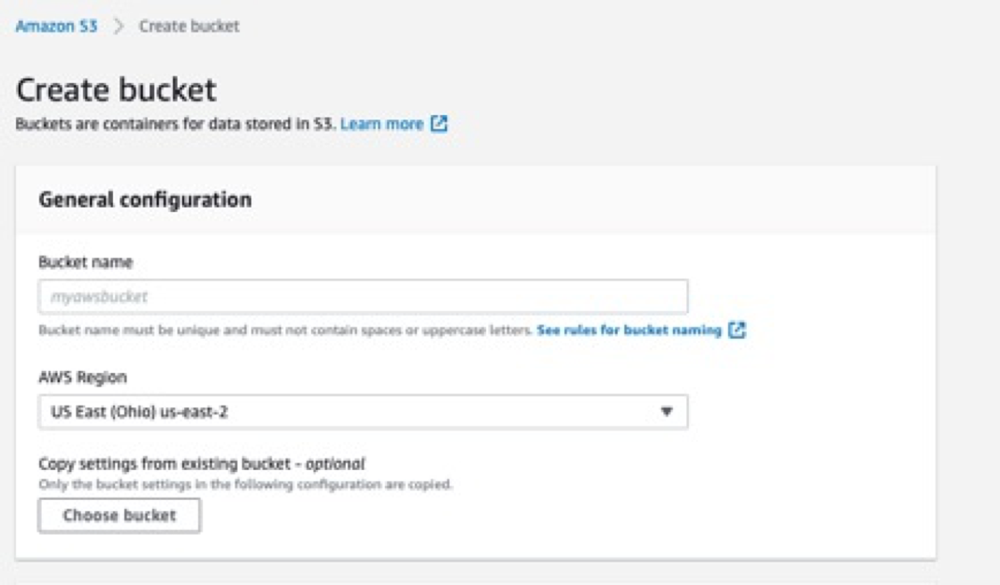 Amazon S3 > Create bucket
Create bucket
Buckets are containers for data stored in S3. Learn more
General configuration
Bucket name
myawsbucket
Bucket name must be unique and must not contain spaces or uppercase letters. See rules for bucket naming
AWS Region
US East (Ohio) us-east-2
Copy settings from existing bucket - optional
Only the bucket settings in the following configuration are copied.
Choose bucket